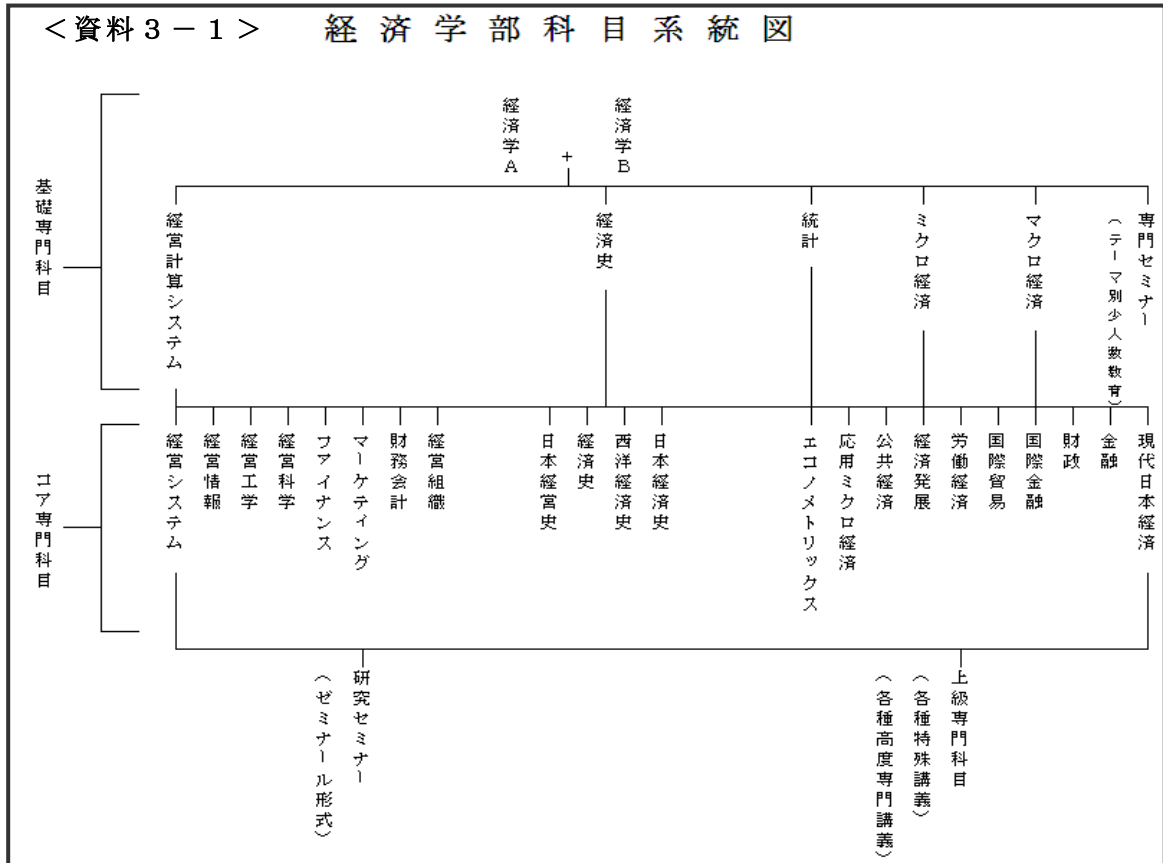 ＜資料３－１＞　経済学部科目系統図
経済学A
＋
経済学B
基礎専門科目
経営計算システム
経済史
統計
ミクロ経済
マクロ経済
専門セミナー
（テーマ別少人数教育）
コア専門科目
経営システム
経営情報
経営工学
経営科学
ファイナンス
マーケティング
財務会計
経営組織
日本経営史
経済史
西洋経済史
日本経済史
エコノメトリックス
応用ミクロ経済
公共経済
経済発展
労働経済
国際貿易
国際金融
財政
金融
現代日本経済
研究セミナー
（ゼミナール形式）
上級専門科目
（各種特殊講義）
（各種高度専門講義）